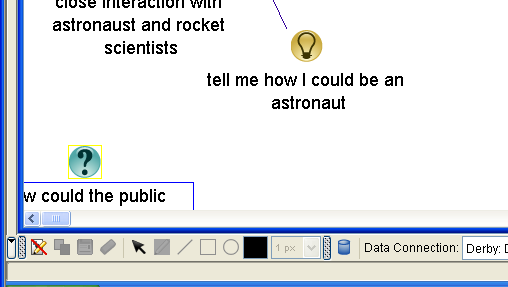 close interaction with
astronaust and rocket
scientists
tell me how I could be an
astronaut
could the public
1 px
Data Connection:
Derby: